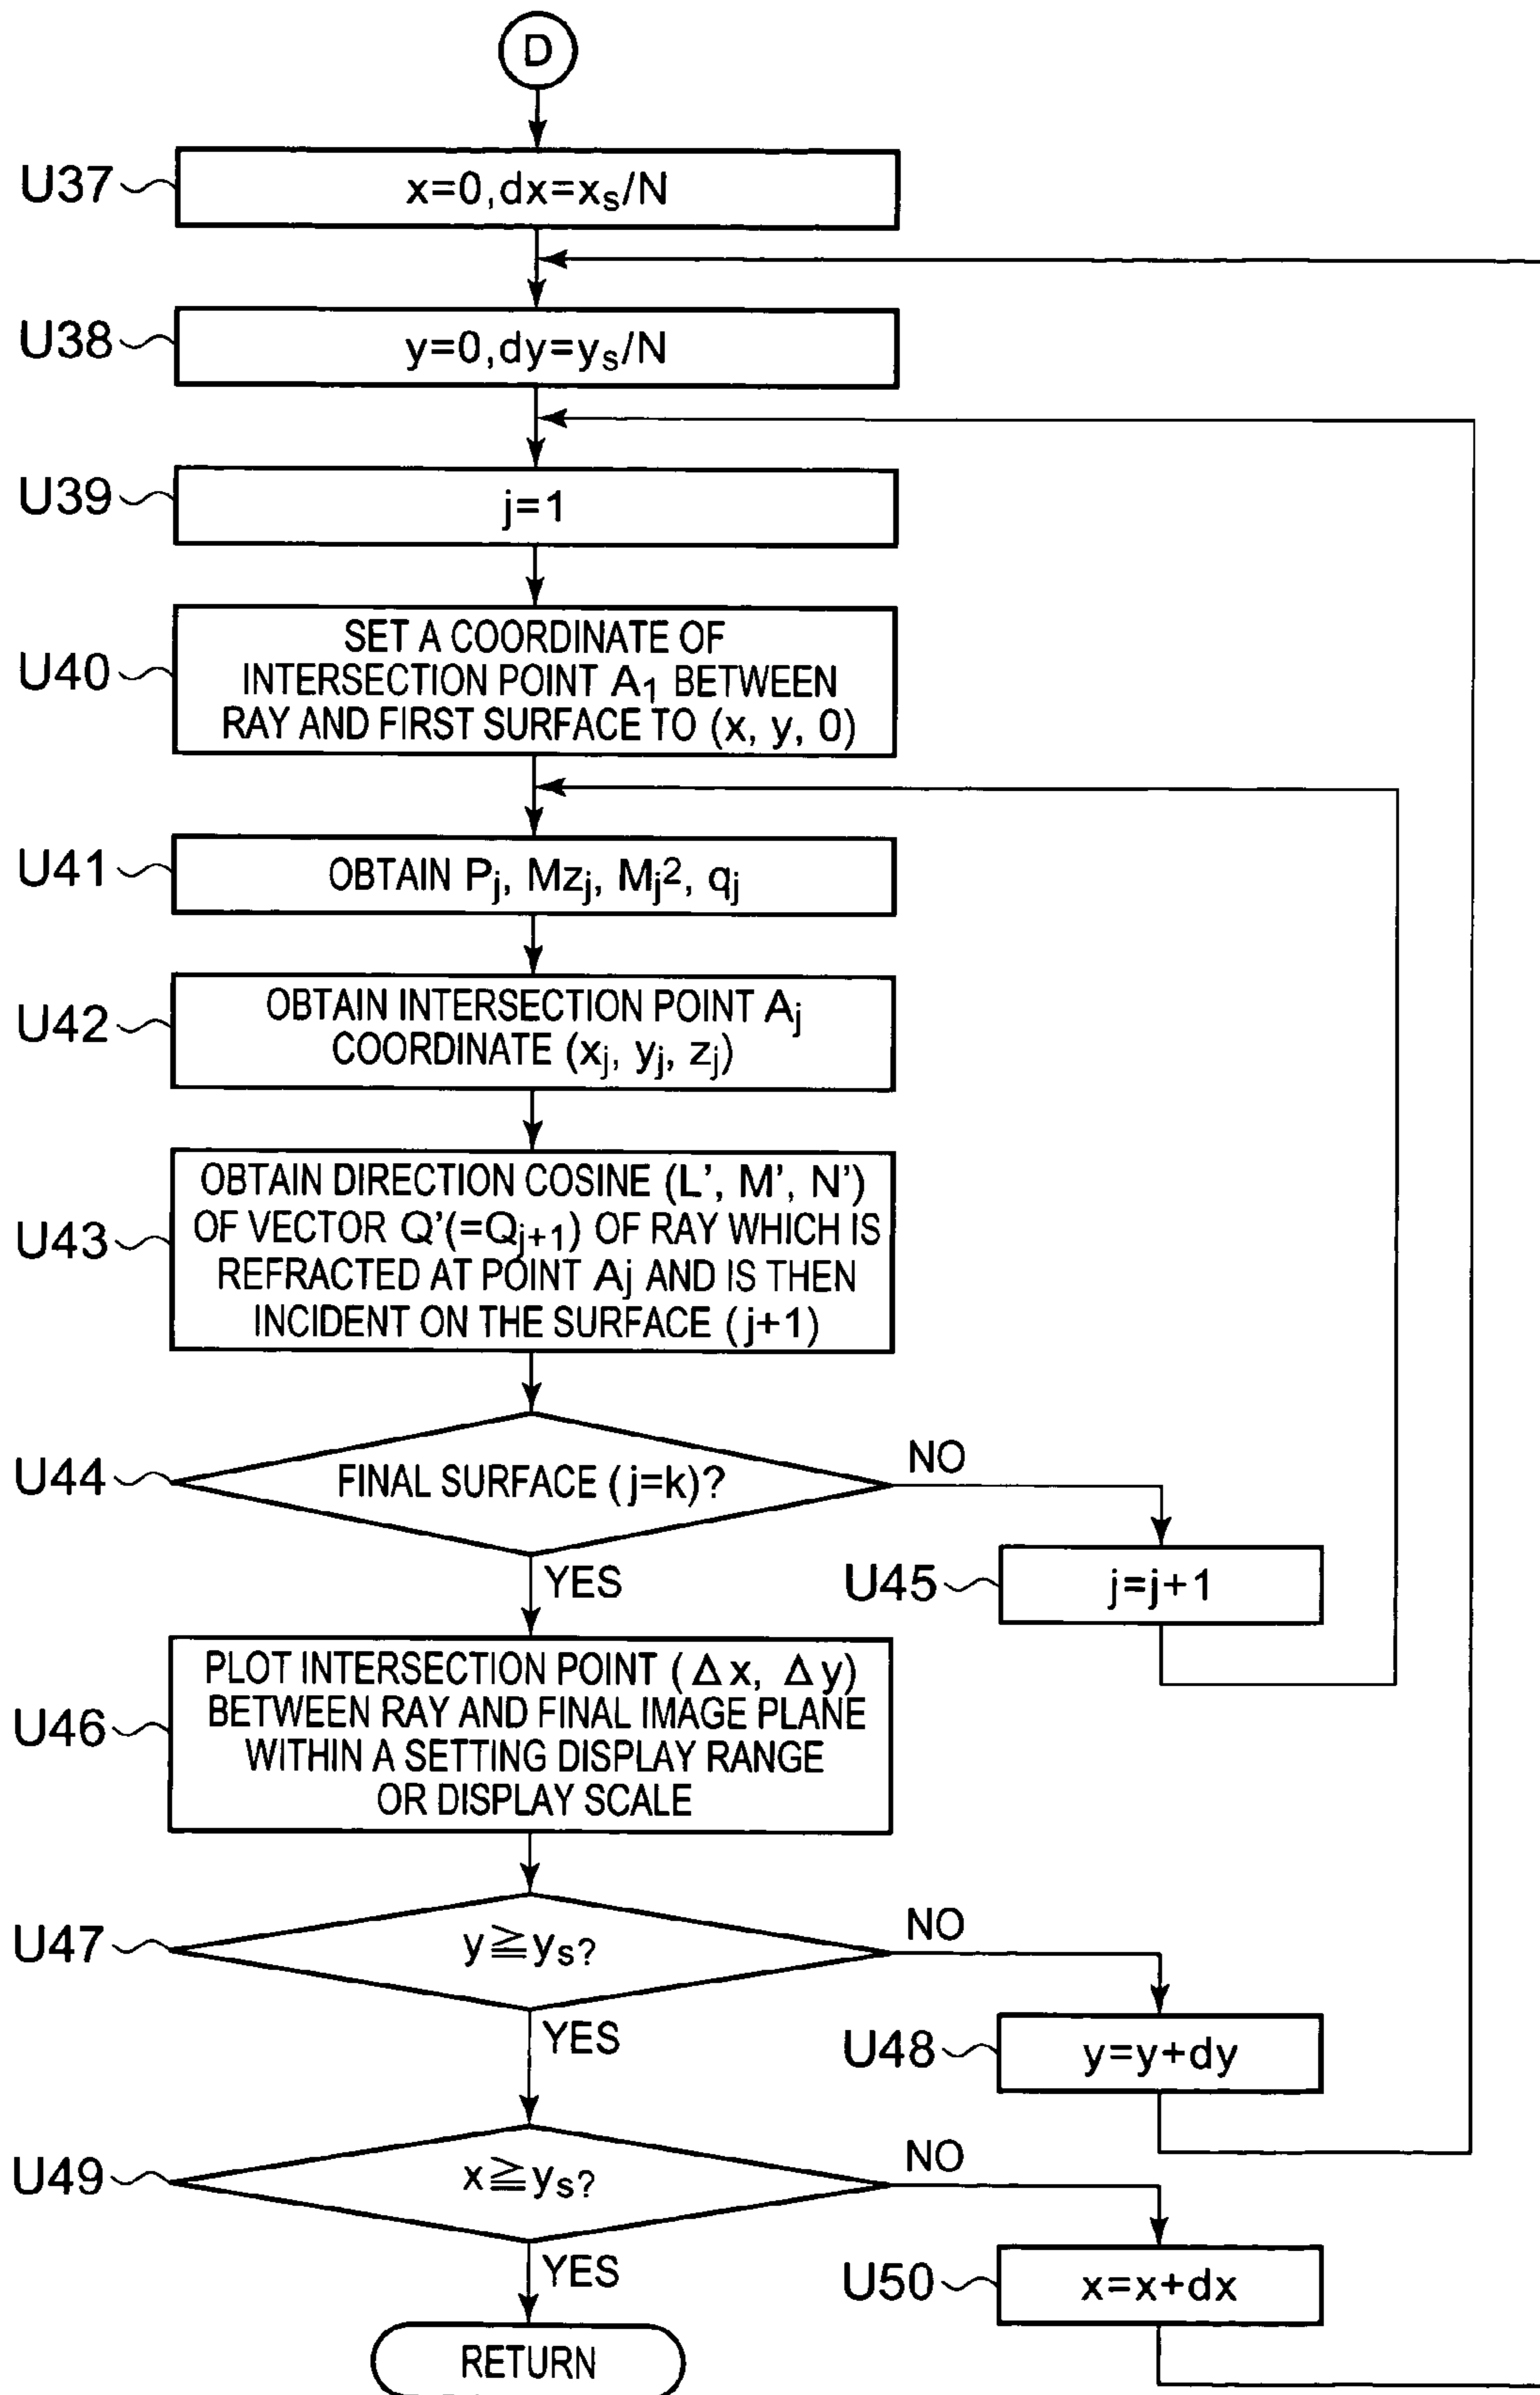 D
U37
x=0,dx=xs/N
U38
y=0,dy=ys/N
U39
j=1
U40
SET A COORDINATE OF
INTERSECTION POINT A1 BETWEEN
RAY AND FIRST SURFACE TO (x, y, 0)
U41
OBTAIN Pj, Mzj, Mj2, qj
U42
OBTAIN INTERSECTION POINT Aj
COORDINATE (xj, yj, zj)
U43
OBTAIN DIRECTION COSINE (L’, M’, N’)
OF VECTOR Q’(=Qj+1) OF RAY WHICH IS
REFRACTED AT POINT Aj AND IS THEN
INCIDENT ON THE SURFACE (j+1)
U44
FINAL SURFACE (j=k)?
NO
YES
U45
j=j+1
U46
PLOT INTERSECTION POINT (Δx, Δy)
BETWEEN RAY AND FINAL IMAGE PLANE
WITHIN A SETTING DISPLAY RANGE
OR DISPLAY SCALE
U47
y≧ys?
NO
YES
U48
y=y+dy
U49
x≧ys?
NO
YES
U50
x=x+dx
RETURN